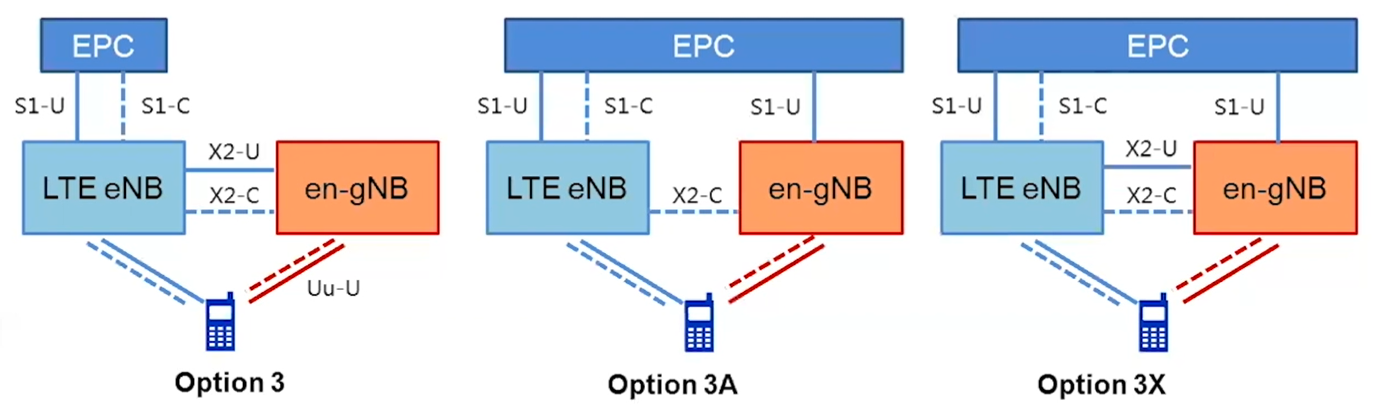 EPC
S1-U
S1-C
LTE eNB
X2-U
X2-C
en-gNB
Uu-U
Option 3
EPC
S1-U
S1-C
S1-U
LTE eNB
X2-C
en-gNB
Option 3A
EPC
S1-U
S1-C
S1-U
LTE eNB
X2-U
X2-C
en-gNB
Option 3X